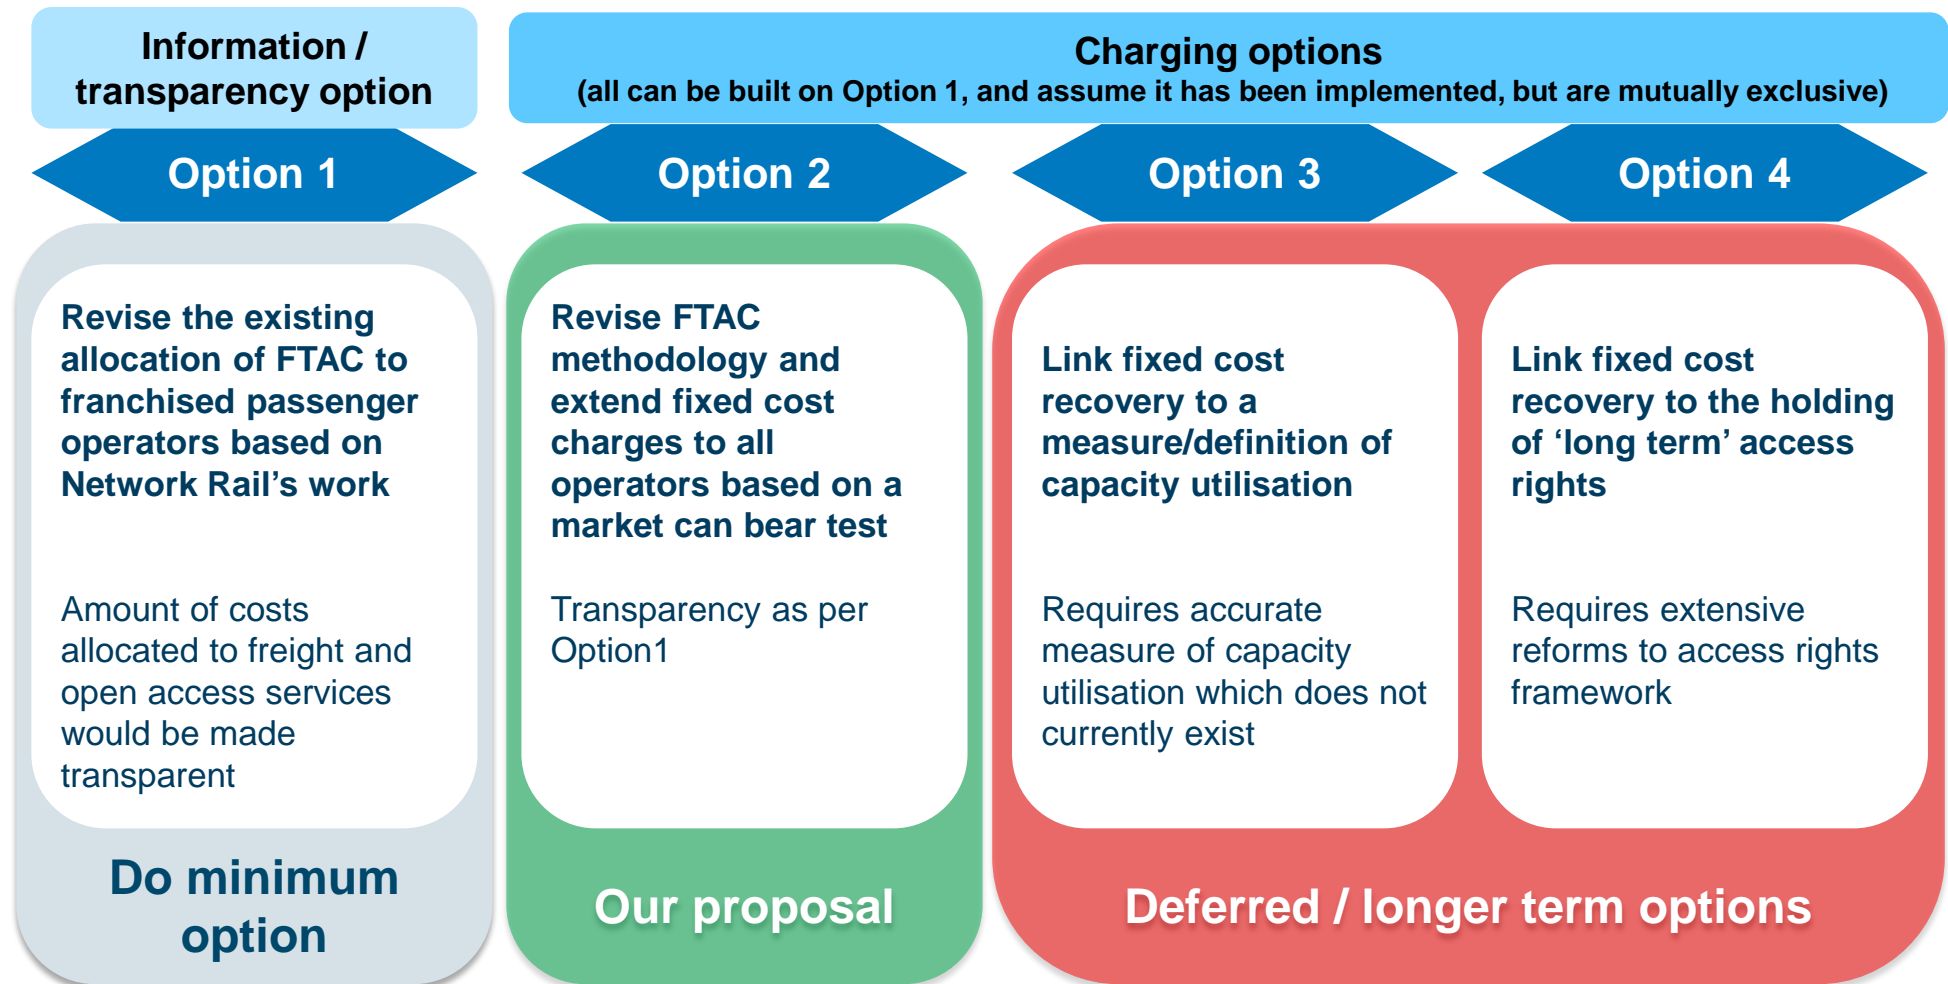 Information /
transparency option
Charging options
(all can be built on Option 1, and assume it has been implemented, but are mutually exclusive)
Option 1
Option 2
Option 3
Option 4
Revise the existing
allocation of FTAC to
franchised passenger
operators based on
Network Rail's work
Amount of costs
allocated to freight and
open access services
would be made
transparent
Do minimum
option
Revise FTAC
methodology and
extend fixed cost
charges to all
operators based on a
market can bear test
Transparency as per
Option1
Our proposal
Link fixed cost
recovery to a
measure/definition of
capacity utilisation
Requires accurate
measure of capacity
utilisation which does not
currently exist
Link fixed cost
recovery to the holding
of ‘long term’ access
rights
Requires extensive
reforms to access rights
framework
Deferred / longer term options